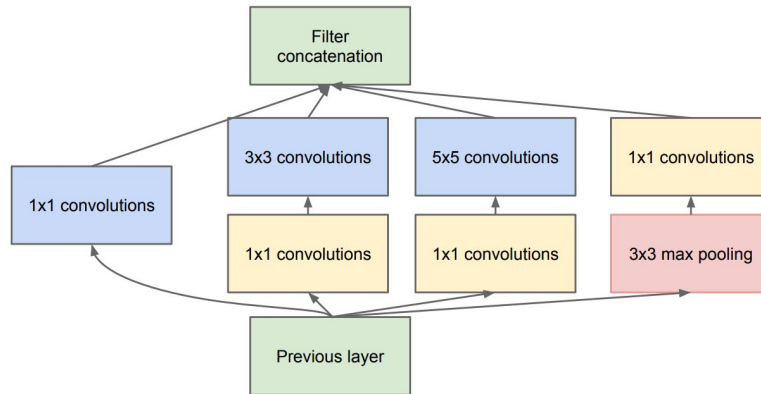 Filter
concatenation
3x3 convolutions
5x5 convolutions
1x1 convolutions
1x1 convolutions
1x1 convolutions
1x1 convolutions
3x3 max pooling
Previous layer